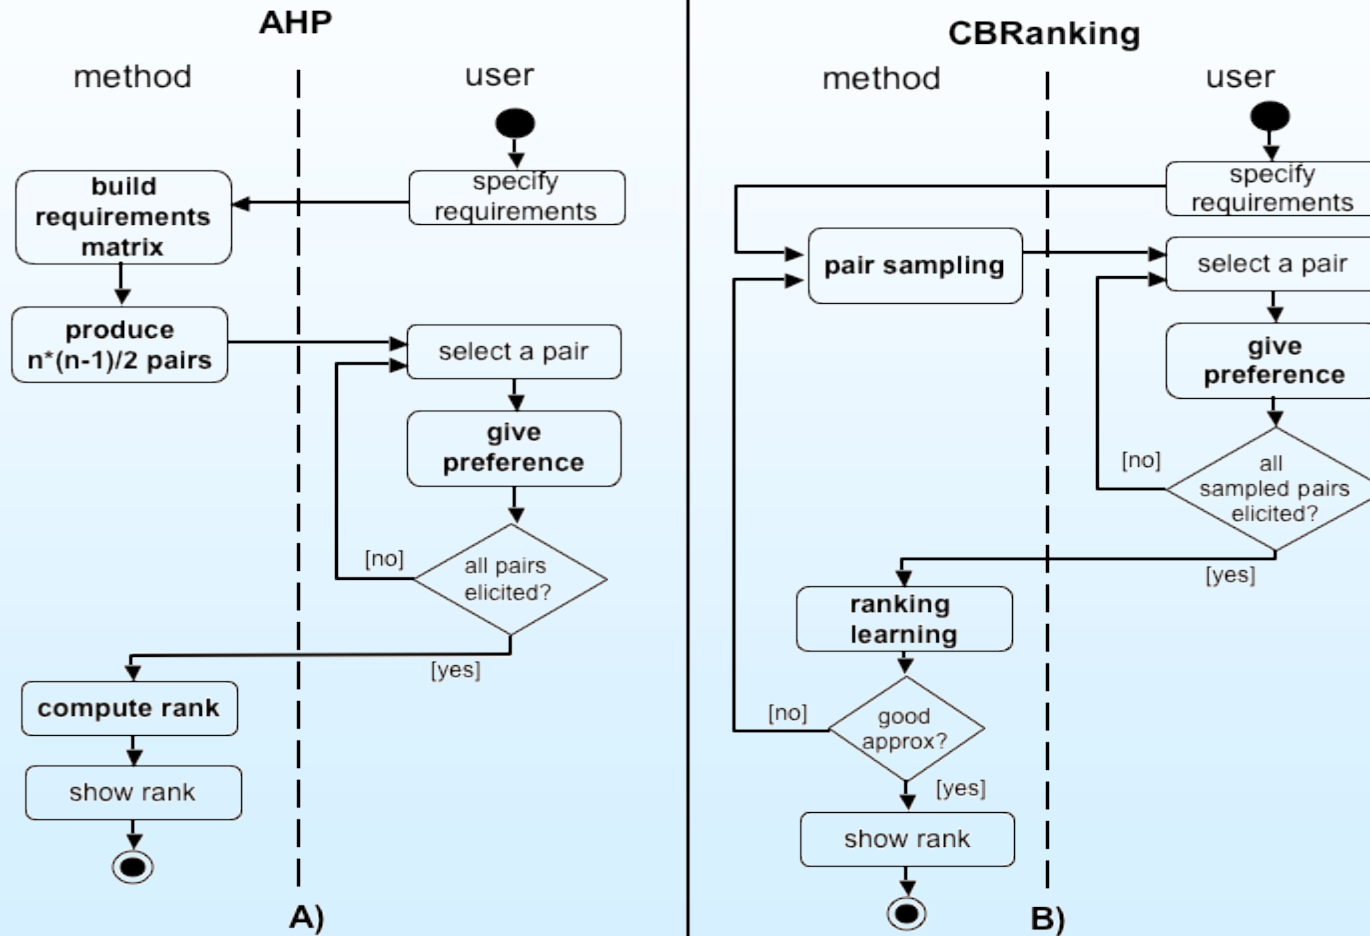 AHP
method
user
specify
requirements
build
requirements
matrix
produce
n*(n-1)/2 pairs
select a pair
give
preference
all pairs
elicited?
[no]
[yes]
compute rank
show rank
A)
CBRanking
method
user
specify
requirements
pair sampling
select a pair
give
preference
all
sampled pairs
elicited?
[no]
[yes]
ranking
learning
good
approx?
[no]
[yes]
show rank
B)